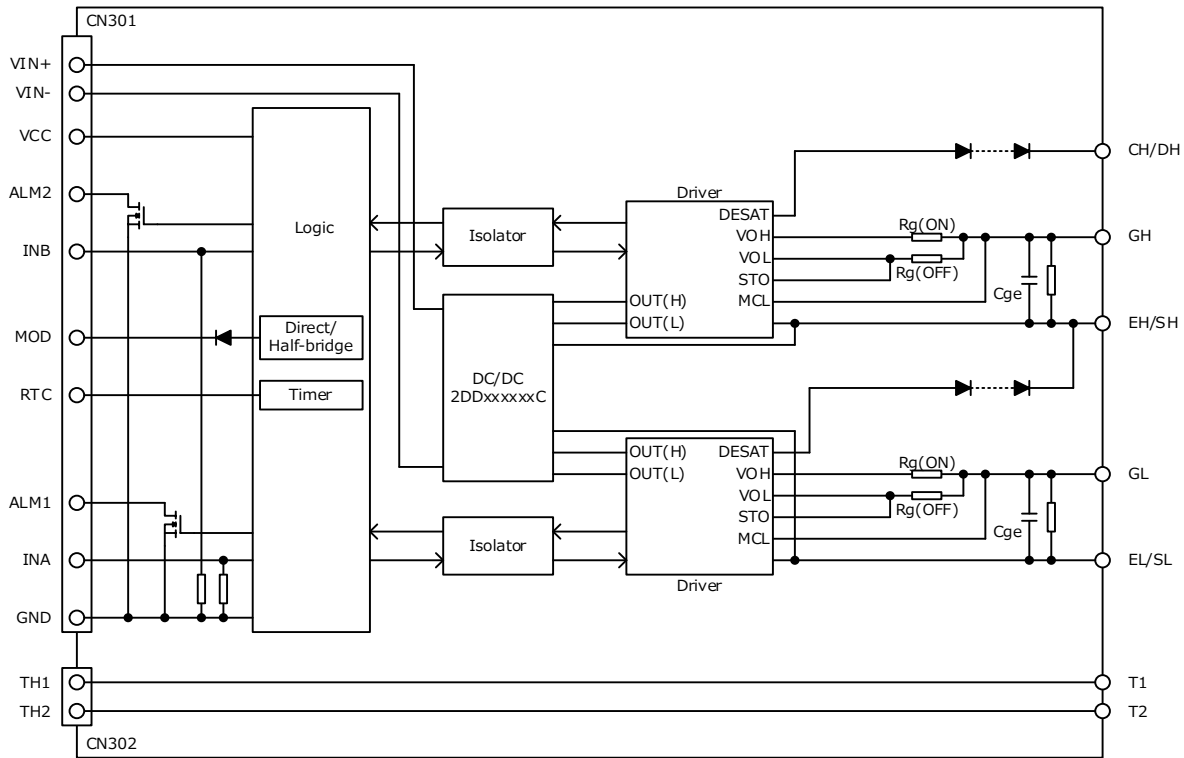 CN301
VIN+
VIN-
VCC
ALM2
INB
MOD
RTC
ALM1
INA
GND
TH1
TH2
CN302
Logic
Direct/
Half-bridge
Timer
Isolator
DC/DC
2DDxxxxxxC
Isolator
Driver
DESAT
VOH
VOL
STO
MCL
OUT(H)
OUT(L)
Rg(ON)
Rg(OFF)
Cge
OUT(H)
OUT(L)
DESAT
VOH
VOL
STO
MCL
Driver
Rg(ON)
Rg(OFF)
Cge
CH/DH
GH
EH/SH
GL
EL/SL
T1
T2